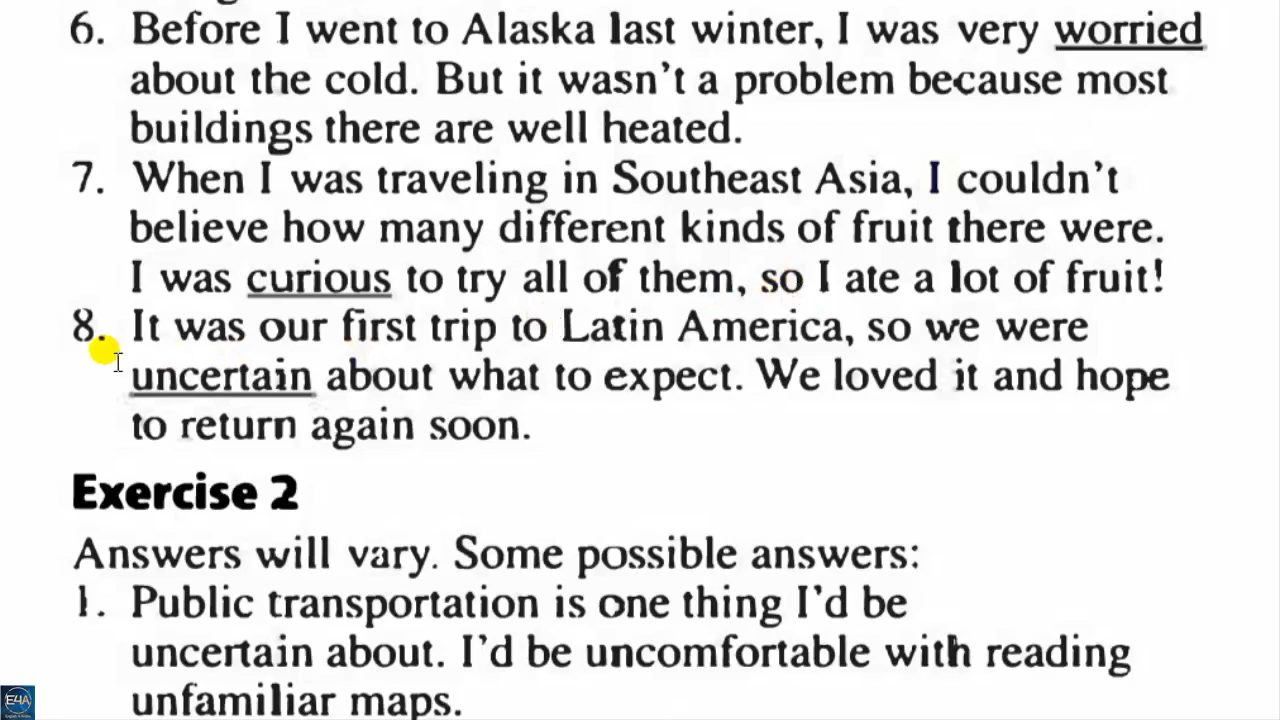 6. Before I went to Alaska last winter, I was very worried
about the cold. But it wasn't a problem because most
buildings there are well heated.
7. When I was traveling in Southeast Asia, I couldn't
believe how many different kinds of fruit there were.
I was curious to try all of them, so I ate a lot of fruit!
8. It was our first trip to Latin America, so we were
uncertain about what to expect. We loved it and hope
to return again soon.
Exercise 2
Answers will vary. Some possible answers:
1. Public transportation is one thing I'd be
uncertain about. I'd be uncomfortable with reading
unfamiliar maps.
E4A